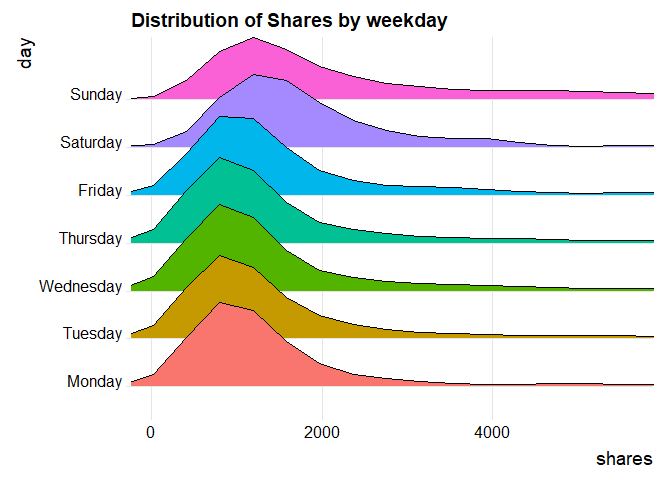 Distribution of Shares by weekday
day
Sunday
Saturday
Friday
Thursday
Wednesday
Tuesday
Monday
0 2000 4000
shares